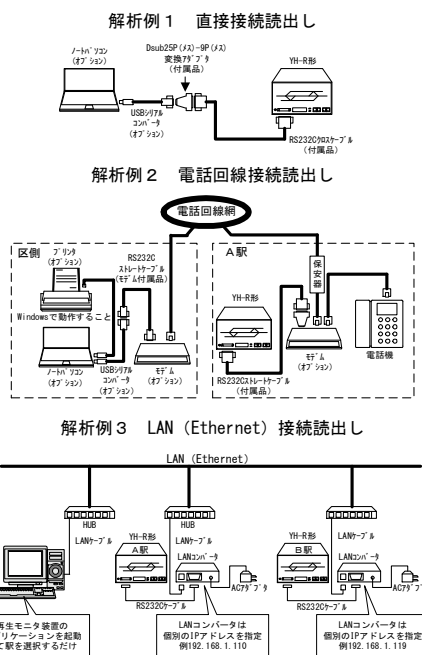 解析例１ 直接接続読出し
ﾉｰﾄﾊﾟｿｺﾝ
(ｵﾌﾟｼｮﾝ)
Dsub25P(ﾒｽ)-9P(ﾒｽ)
変換ｱﾀﾞﾌﾟﾀ
(付属品)
YH-R形
USBｼﾘｱﾙ
ｺﾝﾊﾞｰﾀ
(ｵﾌﾟｼｮﾝ)
RS232Cｸﾛｽｹｰﾌﾞﾙ
(付属品)
解析例２ 電話回線接続読出し
電話回線網
区側
ﾌﾟﾘﾝﾀ
(ｵﾌﾟｼｮﾝ)
RS232C
ｽﾄﾚｰﾄｹｰﾌﾞﾙ
(ﾓﾃﾞﾑ付属品)
Windowsで動作すること
ﾉｰﾄﾊﾟｿｺﾝ
(ｵﾌﾟｼｮﾝ)
USBｼﾘｱﾙ
ｺﾝﾊﾞｰﾀ
(ｵﾌﾟｼｮﾝ)
ﾓﾃﾞﾑ
(ｵﾌﾟｼｮﾝ)
A駅
保安器
YH-R形
RS232Cｽﾄﾚｰﾄｹｰﾌﾞﾙ
(付属品)
ﾓﾃﾞﾑ
(ｵﾌﾟｼｮﾝ)
電話機
解析例３ LAN（Ethernet）接続読出し
LAN (Ethernet)
HUB
LANｹｰﾌﾞﾙ
YH-R形
A駅
HUB
LANｹｰﾌﾞﾙ
LANｺﾝﾊﾞｰﾀ
ACｱﾀﾞﾌﾟﾀ
RS232Cｹｰﾌﾞﾙ
YH-R形
B駅
LANｹｰﾌﾞﾙ
LANｺﾝﾊﾞｰﾀ
RS232Cｹｰﾌﾞﾙ
再生モニタ装置の
プリケーションを起動
て駅を選択するだけ
LANコンバータは
個別のIPアドレスを指定
例192.168.1.110
LANコンバータは
個別のIPアドレスを指定
例192.168.1.119